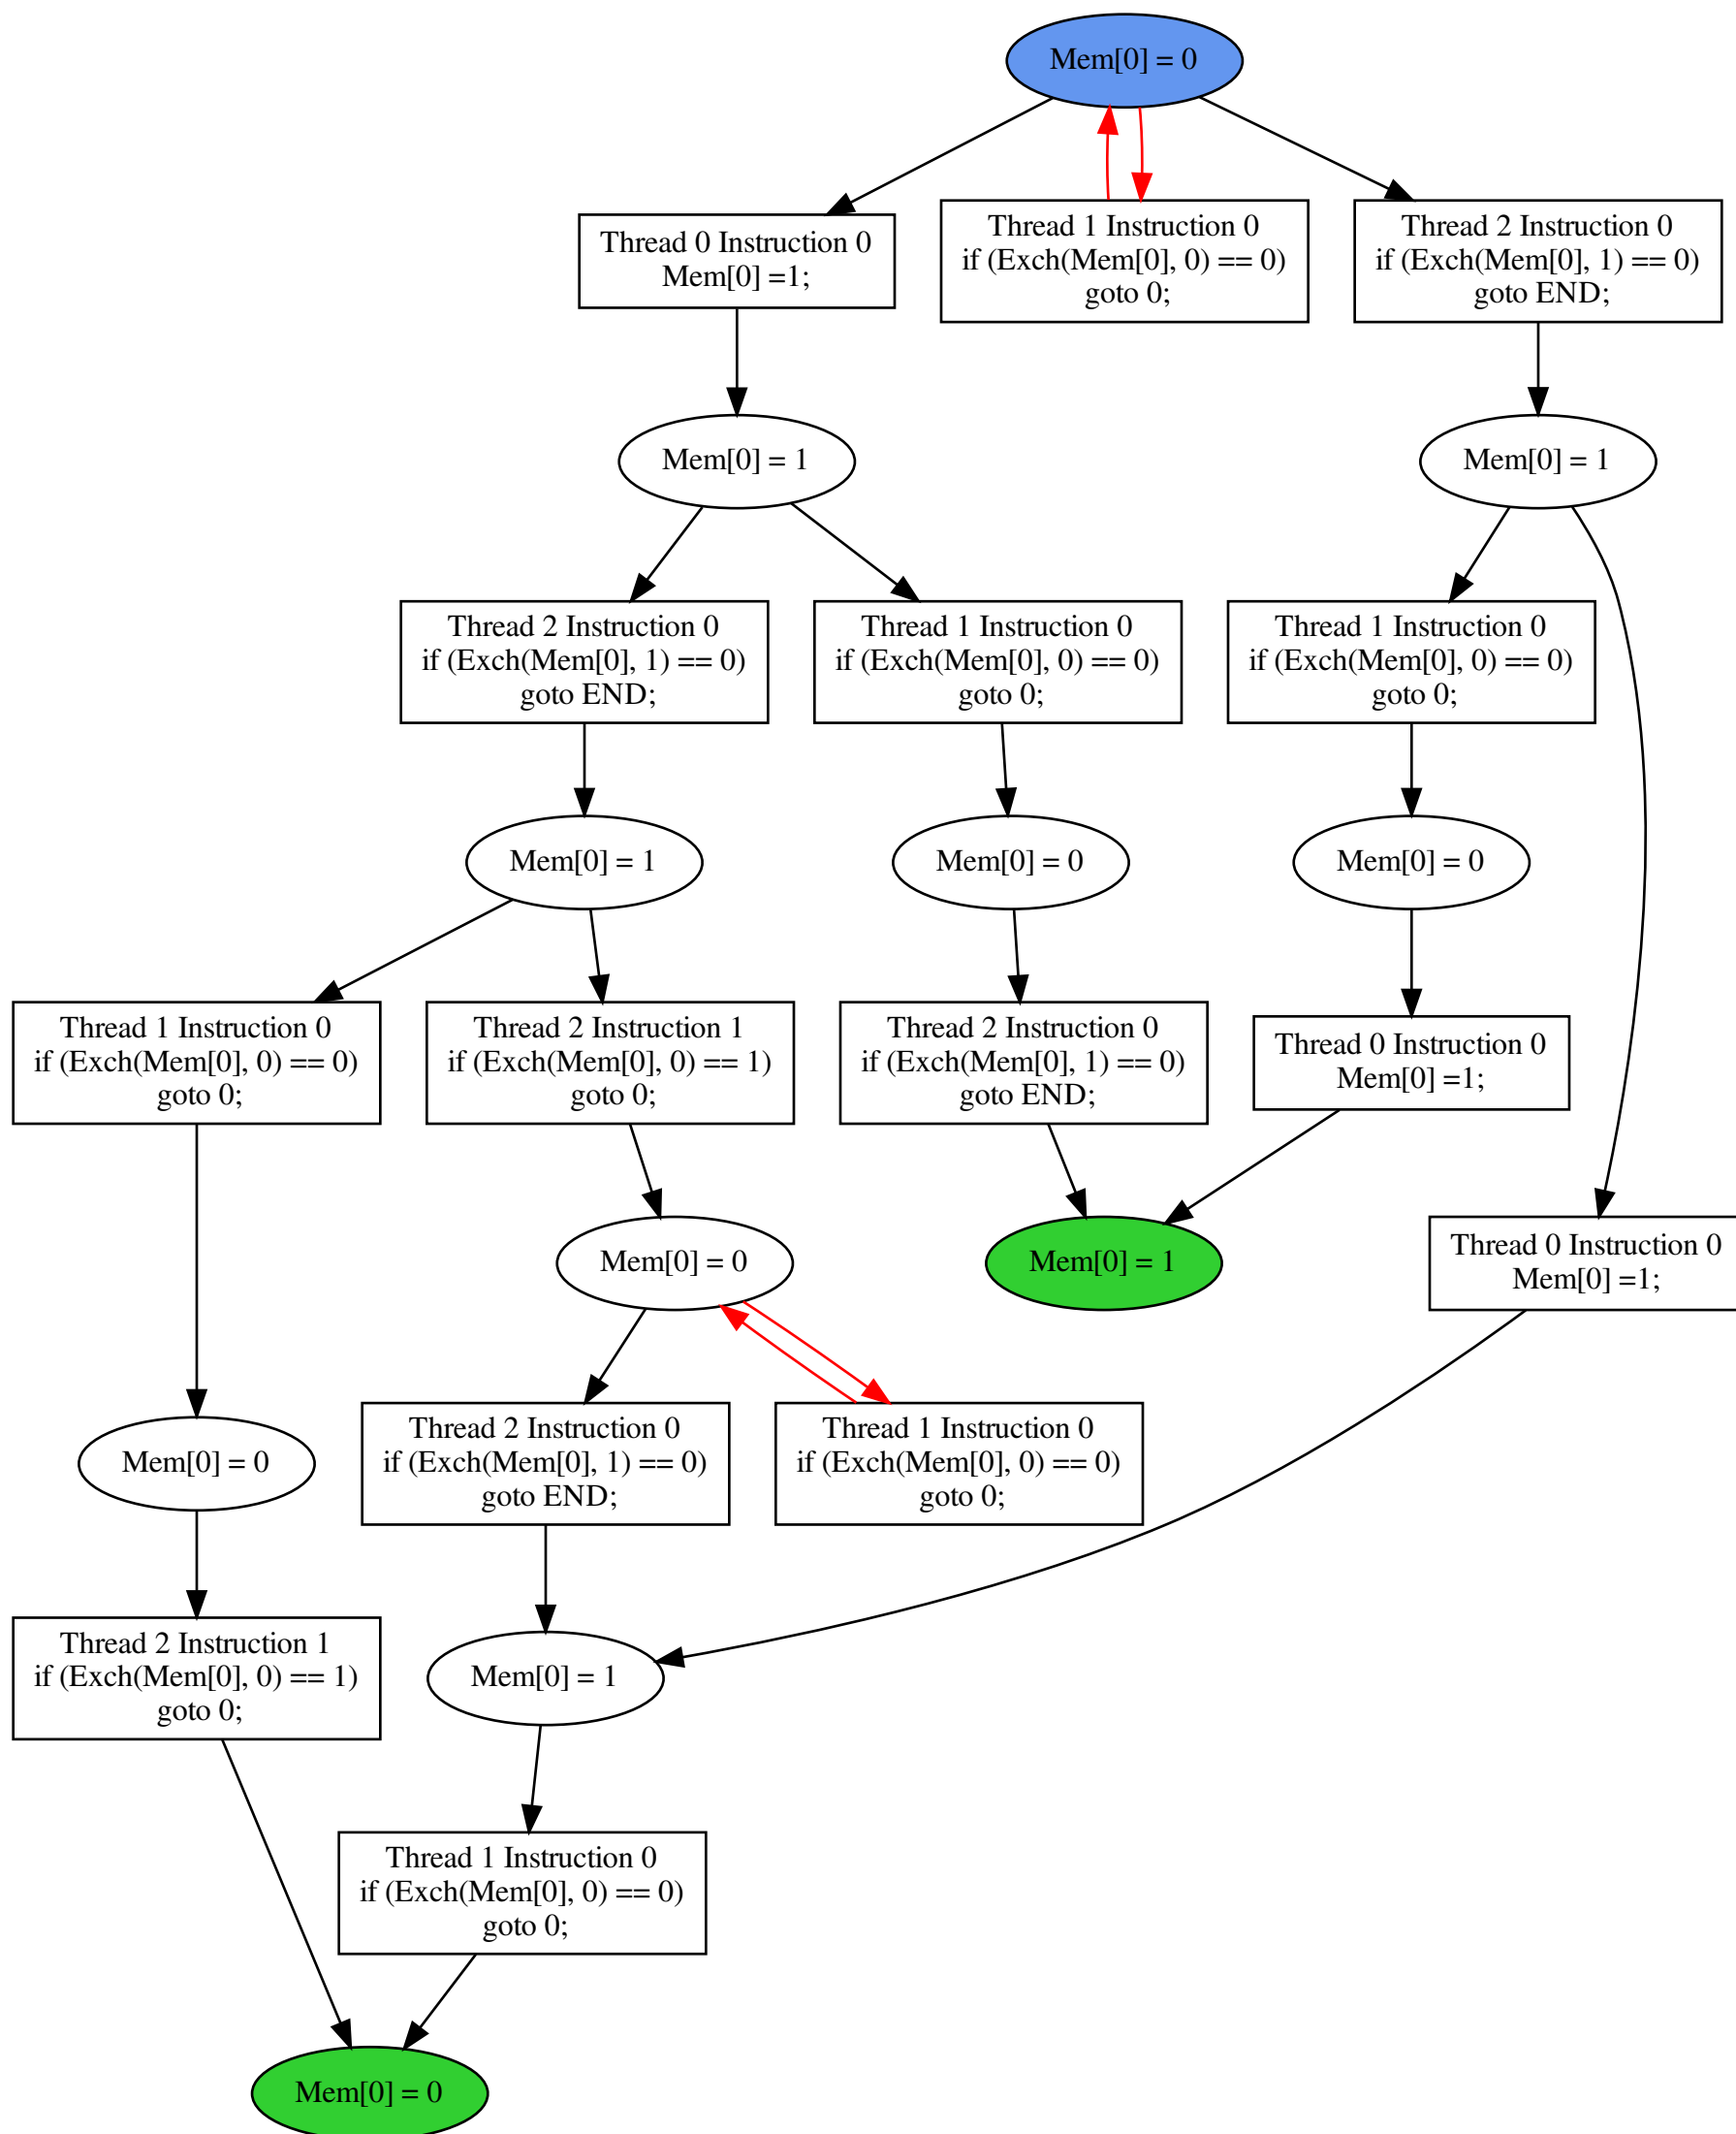 Mem[0] = 0
Thread 0 Instruction 0
Mem[0] =1;
Thread 1 Instruction 0
if (Exch(Mem[0], 0) == 0)
goto 0;
Thread 2 Instruction 0
if (Exch(Mem[0], 1) == 0)
goto END;
Mem[0] = 1
Mem[0] = 1
Thread 2 Instruction 0
if (Exch(Mem[0], 1) == 0)
goto END;
Thread 1 Instruction 0
if (Exch(Mem[0], 0) == 0)
goto 0;
Thread 1 Instruction 0
if (Exch(Mem[0], 0) == 0)
goto 0;
Mem[0] = 1
Mem[0] = 0
Mem[0] = 0
Thread 1 Instruction 0
if (Exch(Mem[0], 0) == 0)
goto 0;
Thread 2 Instruction 1
if (Exch(Mem[0], 0) == 1)
goto 0;
Thread 2 Instruction 0
if (Exch(Mem[0], 1) == 0)
goto END;
Thread 0 Instruction 0
Mem[0] =1;
Mem[0] = 0
Mem[0] = 1
Thread 0 Instruction 0
Mem[0] =1;
Mem[0] = 0
Thread 2 Instruction 0
if (Exch(Mem[0], 1) == 0)
goto END;
Thread 1 Instruction 0
if (Exch(Mem[0], 0) == 0)
goto 0;
Thread 2 Instruction 1
if (Exch(Mem[0], 0) == 1)
goto 0;
Mem[0] = 1
Thread 1 Instruction 0
if (Exch(Mem[0], 0) == 0)
goto 0;
Mem[0] = 0